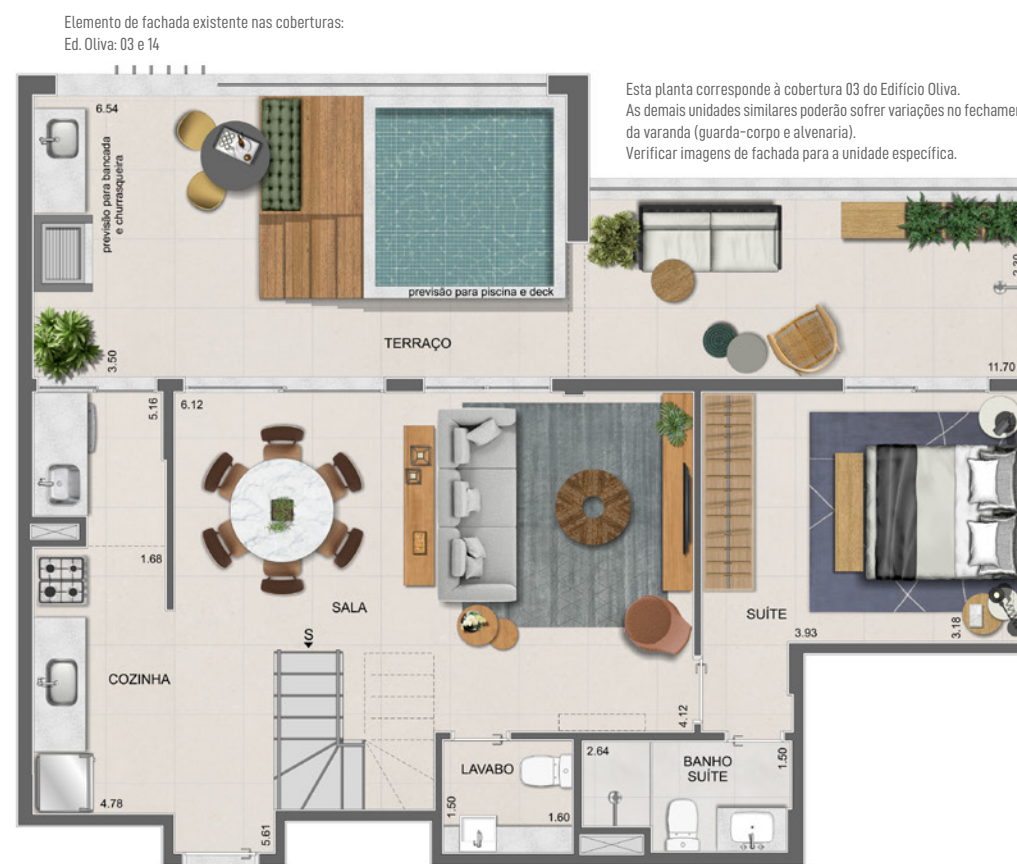 Elemento de fachada existente nas coberturas:
Ed. Oliva: 03 e 14
Esta planta corresponde à cobertura 03 do Edifício Oliva.
As demais unidades similares poderão sofrer variações no
da varanda (guarda-corpo e alvenaria).
Verificar imagens de fachada para a unidade específica.
6.54
previsão para bancada
e churrasqueira
previsão para piscina e deck
TERRAÇO
3.50
11.70
5.16
6.12
1.68
SALA
S
SUÍTE
3.93
3.18
COZINHA
4.12
LAVABO
2.64
BANHO
SUÍTE
1.50
1.50
1.60
4.78
5.61